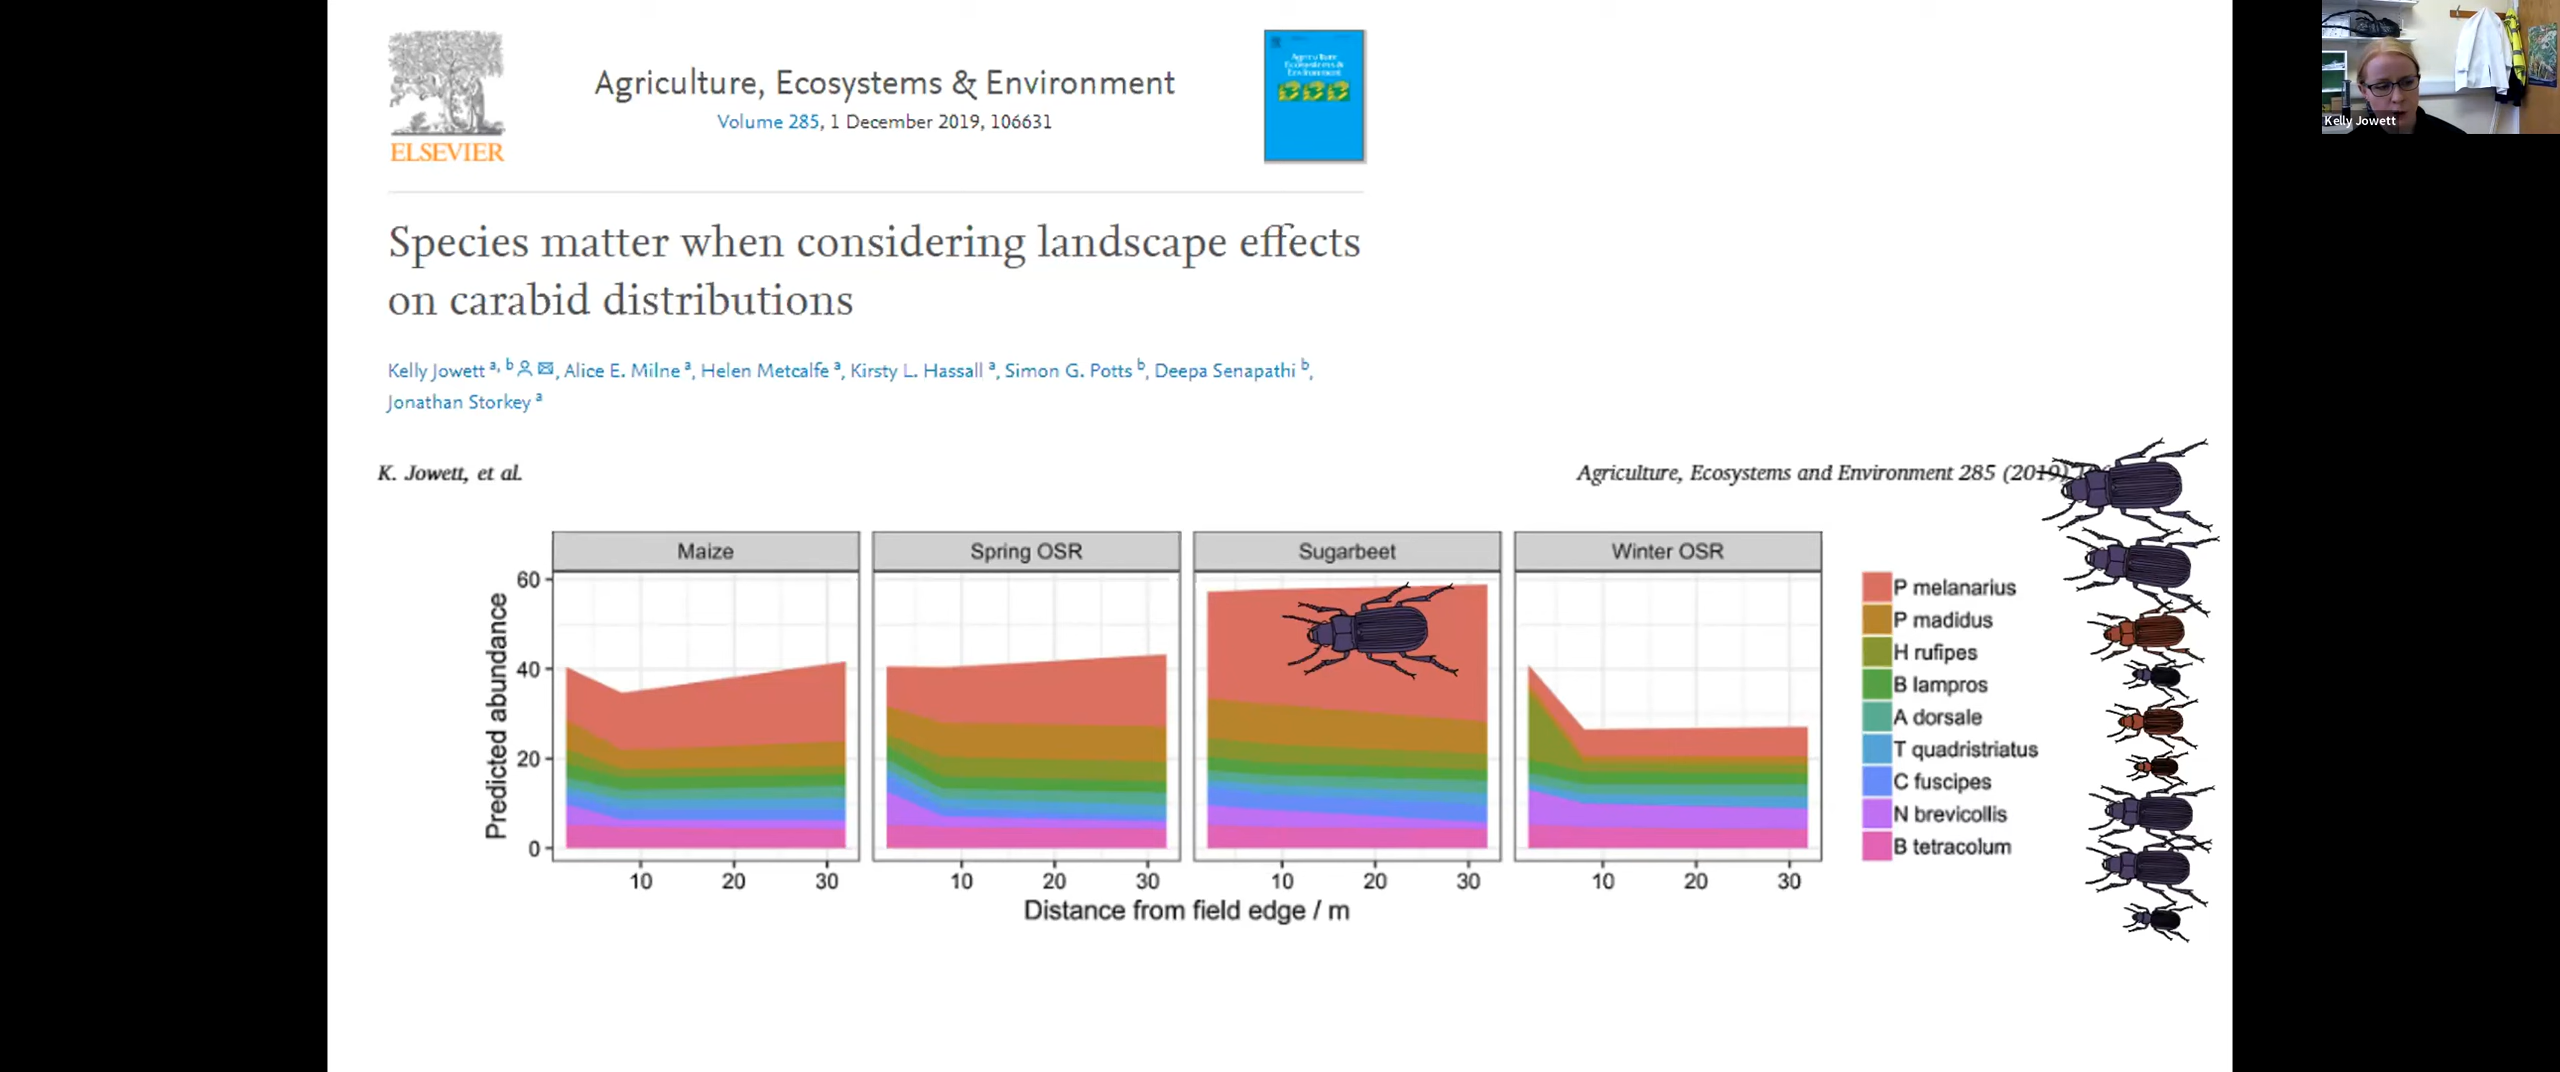 ELSEVIER
Agriculture, Ecosystems & Environment
Volume 285, 1 December 2019, 106631
Agriculture
Ecosystems &
Environment
Species matter when considering landscape effects
on carabid distributions
Kelly Jowett a, b, Alice E. Milne a, Helen Metcalfe a, Kirsty L. Hassall a, Simon G. Potts b, Deepa Senapathi b,
Jonathan Storkey a
K. Jowett, et al.
Agriculture, Ecosystems and Environment 285 (2019)
Maize
Spring OSR
Sugarbeet
Winter OSR
Predicted abundance
60
40
20
0
10 20 30
10 20 30
10 20 30
10 20 30
Distance from field edge / m
P melanarius
P madidus
H rufipes
B lampros
A dorsale
T quadristriatus
C fuscipes
N brevicollis
B tetracolum
Kelly Jowett